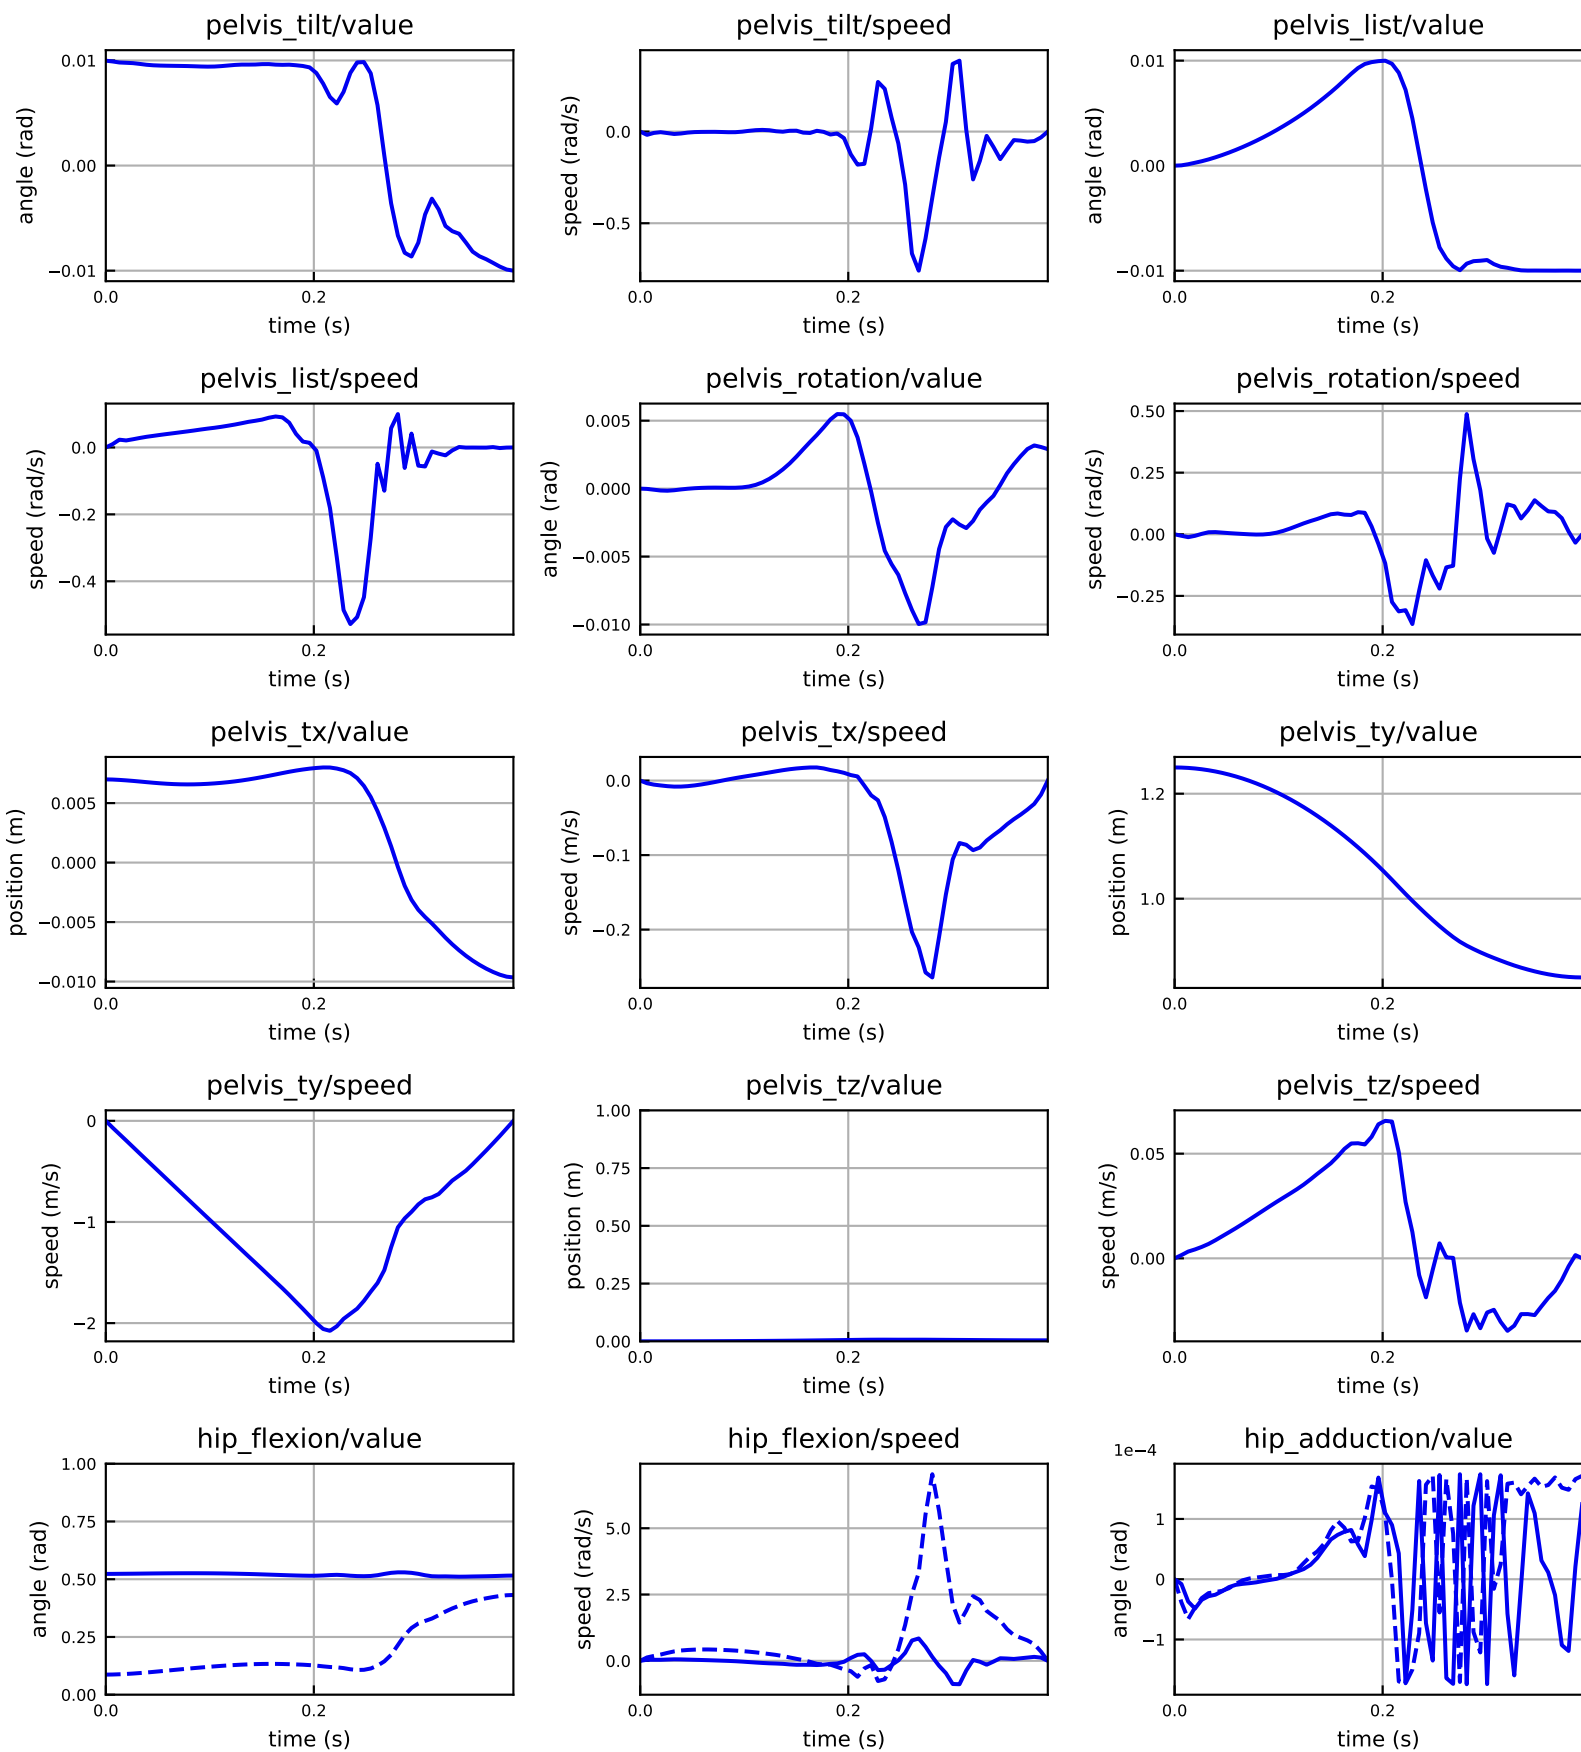 pelvis_tilt/value
pelvis_tilt/speed
pelvis_list/value
angle (rad)
0.01
0.00
−0.01
0.0
0.2
time (s)
speed (rad/s)
0.0
−0.5
0.0
0.2
time (s)
angle (rad)
0.01
0.00
−0.01
0.0
0.2
time (s)
pelvis_list/speed
pelvis_rotation/value
pelvis_rotation/speed
speed (rad/s)
0.0
−0.2
−0.4
0.0
0.2
time (s)
angle (rad)
0.005
0.000
−0.005
−0.010
0.0
0.2
time (s)
speed (rad/s)
0.50
0.25
0.00
−0.25
0.0
0.2
time (s)
pelvis_tx/value
pelvis_tx/speed
pelvis_ty/value
position (m)
0.005
0.000
−0.005
−0.010
0.0
0.2
time (s)
speed (m/s)
0.0
−0.1
−0.2
0.0
0.2
time (s)
position (m)
1.2
1.0
0.0
0.2
time (s)
pelvis_ty/speed
pelvis_tz/value
pelvis_tz/speed
speed (m/s)
0
−1
−2
0.0
0.2
time (s)
position (m)
1.00
0.75
0.50
0.25
0.00
0.0
0.2
time (s)
speed (m/s)
0.05
0.00
0.0
0.2
time (s)
hip_flexion/value
hip_flexion/speed
hip_adduction/value
angle (rad)
1.00
0.75
0.50
0.25
0.00
0.0
0.2
time (s)
speed (rad/s)
5.0
2.5
0.0
0.0
0.2
time (s)
1e−4
angle (rad)
1
0
−1
0.0
0.2
time (s)